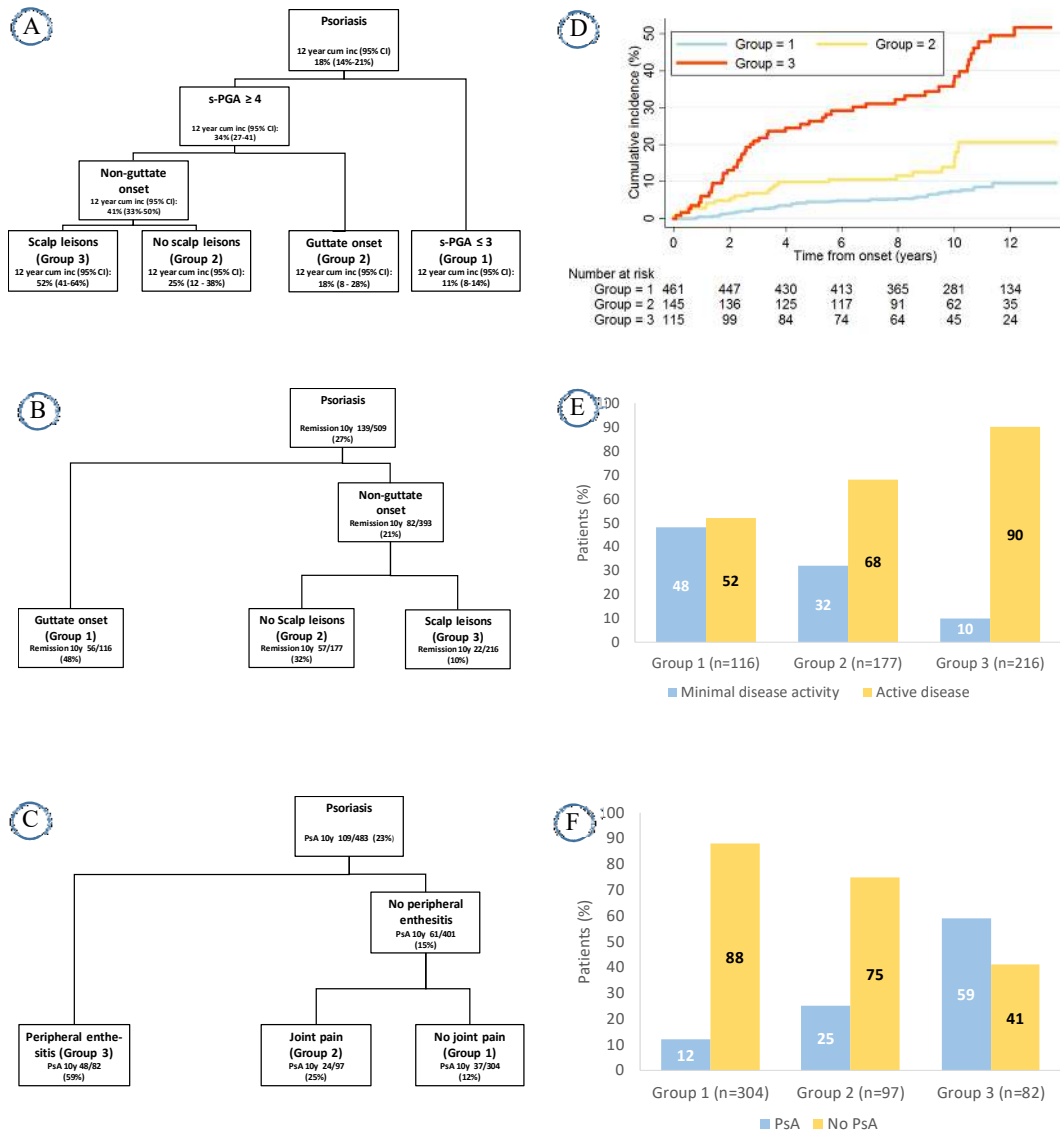 A
Psoriasis
12 year cum inc (95% CI)
18% (14%-21%)
s-PGA ≥ 4
12 year cum inc (95% CI):
34% (27-41)
Non-guttate
onset
12 year cum inc (95% CI)
41% (33%-50%)
Scalp leisons
(Group 3)
12 year cum inc (95% CI):
52% (41-64%)
No scalp leisons
(Group 2)
12 year cum inc (95% CI):
25% (12 - 38%)
Guttate onset
(Group 2)
12 year cum inc (95% CI):
18% (8 - 28%)
s-PGA ≤ 3
(Group 1)
12 year cum inc (95% CI):
11% (8-14%)
D
Group = 1
Group = 2
Group = 3
Cumulative incidence (%)
50
40
30
20
10
0
0 2 4 6 8 10 12
Time from onset (years)
Number at risk
Group = 1 461 447 430 413 365 281 134
Group = 2 145 136 125 117 91 62 35
Group = 3 115 99 84 74 64 45 24
B
Psoriasis
Remission 10y 139/509
(27%)
Non-guttate
onset
Remission 10y 82/393
(21%)
Guttate onset
(Group 1)
Remission 10y 56/116
(48%)
No Scalp leisons
(Group 2)
Remission 10y 57/177
(32%)
Scalp leisons
(Group 3)
Remission 10y 22/216
(10%)
E
Patients (%)
100
90
80
70
60
50
40
30
20
10
0
48
52
32
68
10
90
Group 1 (n=116) Group 2 (n=177) Group 3 (n=216)
Minimal disease activity Active disease
C
Psoriasis
PsA 10y 109/483 (23%)
No peripheral
enthesitis
PsA 10y 61/401
(15%)
Peripheral enthe-
sitis (Group 3)
PsA 10y 48/82
(59%)
Joint pain
(Group 2)
PsA 10y 24/97
(25%)
No joint pain
(Group 1)
PsA 10y 37/304
(12%)
F
Patients (%)
100
90
80
70
60
50
40
30
20
10
0
12
88
25
75
59
41
Group 1 (n=304) Group 2 (n=97) Group 3 (n=82)
PsA No PsA